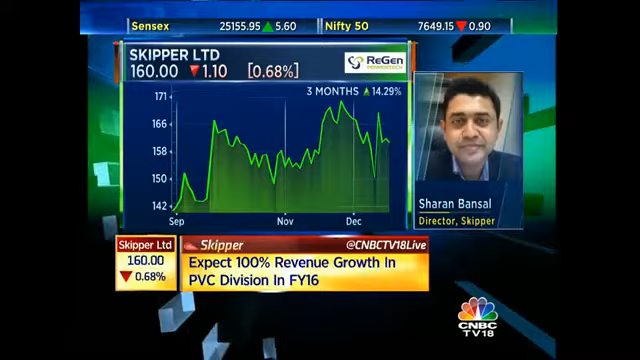 Sensex 25155.95 5.60 Nifty 50 7649.15 0.90
SKIPPER LTD
160.00 1.10 [0.68%]
ReGen
POWERTECH
3 MONTHS 14.29%
171
166
158
150
142
Sep Nov Dec
Sharan Bansal
Director, Skipper
Skipper Ltd
160.00
0.68%
Skipper @CNBCTV18Live
Expect 100% Revenue Growth In
PVC Division In FY16
CNBC
TV18